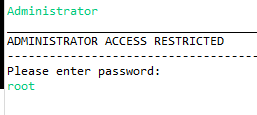 Administrator
ADMINISTRATOR ACCESS RESTRICTED
Please enter password:
root